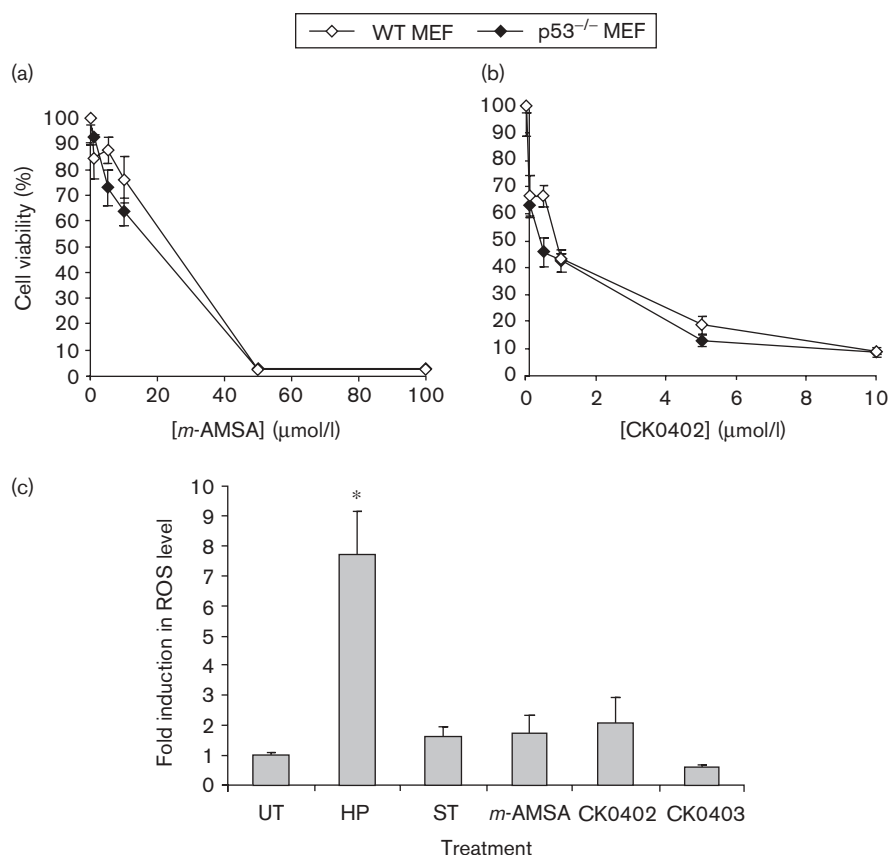 WT MEF p53⁻/⁻ MEF
(a)
100
90
80
70
60
50
40
30
20
10
0
Cell viability (%)
0 20 40 60 80 100
[m-AMSA] (μmol/l)
(b)
100
90
80
70
60
50
40
30
20
10
0
0 2 4 6 8 10
[CK0402] (μmol/l)
(c)
10
9
8
7
6
5
4
3
2
1
0
Fold induction in ROS level
*
UT HP ST m-AMSA CK0402 CK0403
Treatment